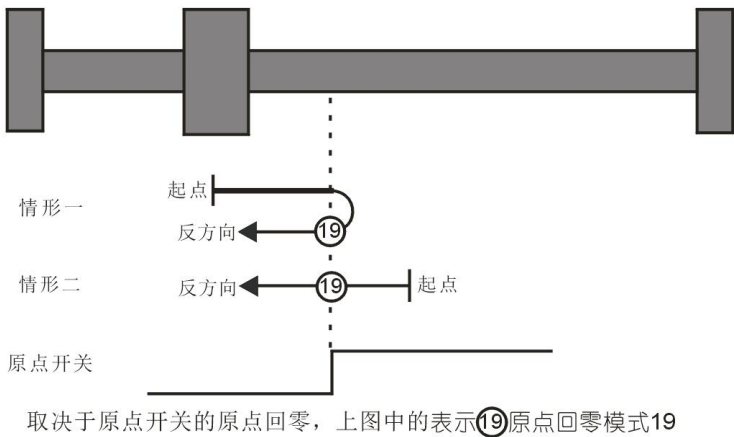 起点
情形一
反方向 19
情形二 反方向 19 起点
原点开关
取决于原点开关的原点回零，上图中的表示⑲原点回零模式19